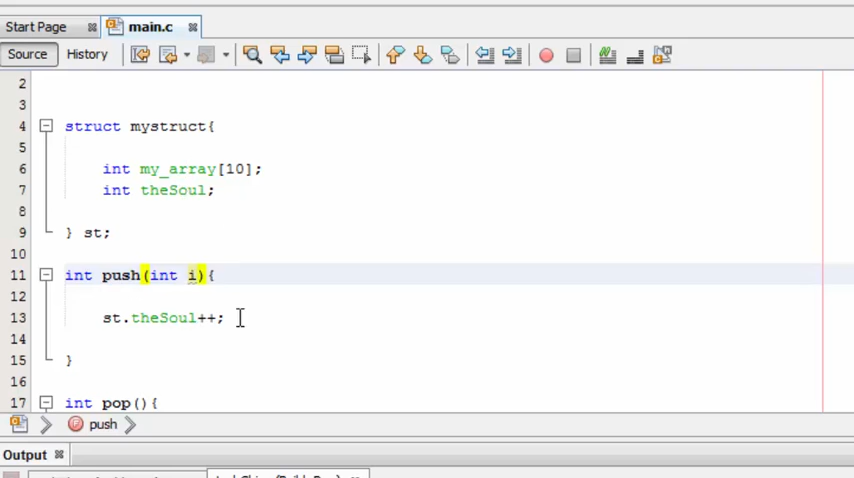 Start Page main.c
Source History
2
3
4 struct mystruct{
5
6 int my_array[10];
7 int theSoul;
8
9 } st;
10
11 int push(int i){
12
13 st.theSoul++;
14
15 }
16
17 int pop(){
push
Output